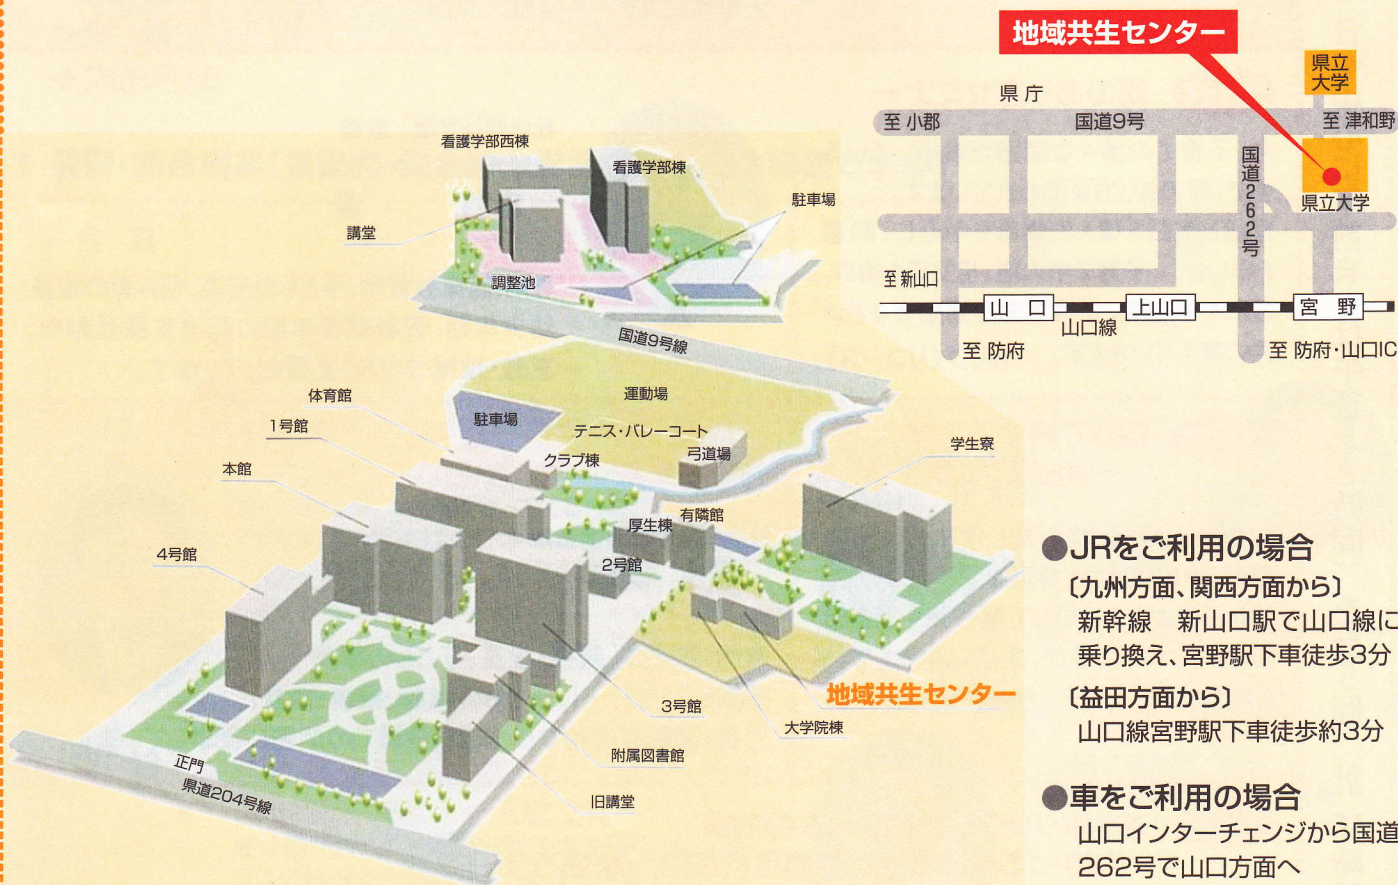 地域共生センター
県立
大学
県庁
至 小郡
国道9号
至 津和野
国道262号
県立大学
至 新山口
山口
上山口
宮野
山口線
至 防府
至 防府・山口IC
看護学部西棟
看護学部棟
駐車場
講堂
調整池
国道9号線
運動場
体育館
駐車場
テニス・バレーコート
1号館
クラブ棟
弓道場
学生寮
本館
有隣館
厚生棟
4号館
2号館
地域共生センター
3号館
大学院棟
附属図書館
正門
県道204号線
旧講堂
●JRをご利用の場合
〔九州方面、関西方面から〕
新幹線　新山口駅で山口線に
乗り換え、宮野駅下車徒歩3分
〔益田方面から〕
山口線宮野駅下車徒歩約3分
●車をご利用の場合
山口インターチェンジから国道
262号で山口方面へ